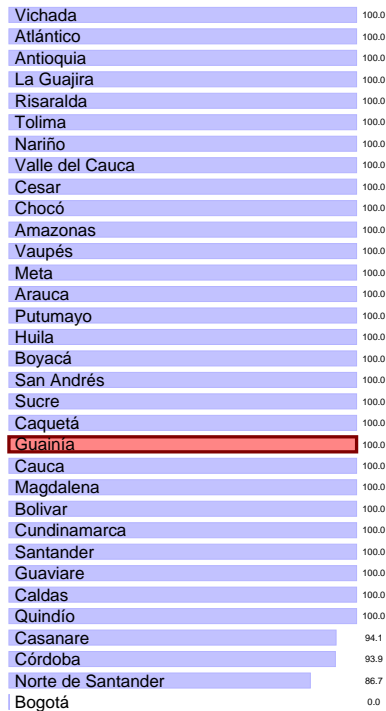 Vichada 100.0
Atlántico 100.0
Antioquia 100.0
La Guajira 100.0
Risaralda 100.0
Tolima 100.0
Nariño 100.0
Valle del Cauca 100.0
Cesar 100.0
Chocó 100.0
Amazonas 100.0
Vaupés 100.0
Meta 100.0
Arauca 100.0
Putumayo 100.0
Huila 100.0
Boyacá 100.0
San Andrés 100.0
Sucre 100.0
Caquetá 100.0
Guainía 100.0
Cauca 100.0
Magdalena 100.0
Bolivar 100.0
Cundinamarca 100.0
Santander 100.0
Guaviare 100.0
Caldas 100.0
Quindío 100.0
Casanare 94.1
Córdoba 93.9
Norte de Santander 86.7
Bogotá 0.0